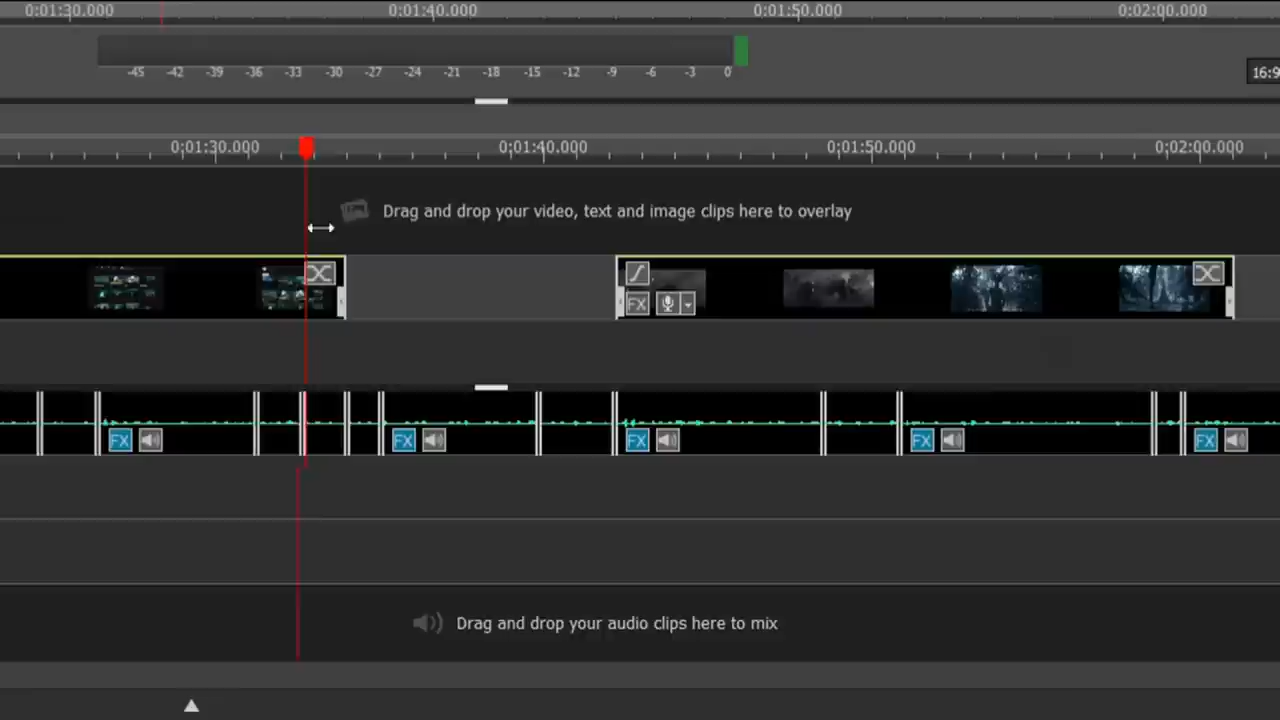 0:01:30.000 0:01:40.000 0:01:50.000 0:02:00.000
-45 -42 -39 -36 -33 -30 -27 -24 -21 -18 -15 -12 -9 -6 -3 0
16:9
0;01:30.000 0;01:40.000 0;01:50.000 0;02:00.000
Drag and drop your video, text and image clips here to overlay
FX
FX FX FX FX FX
Drag and drop your audio clips here to mix